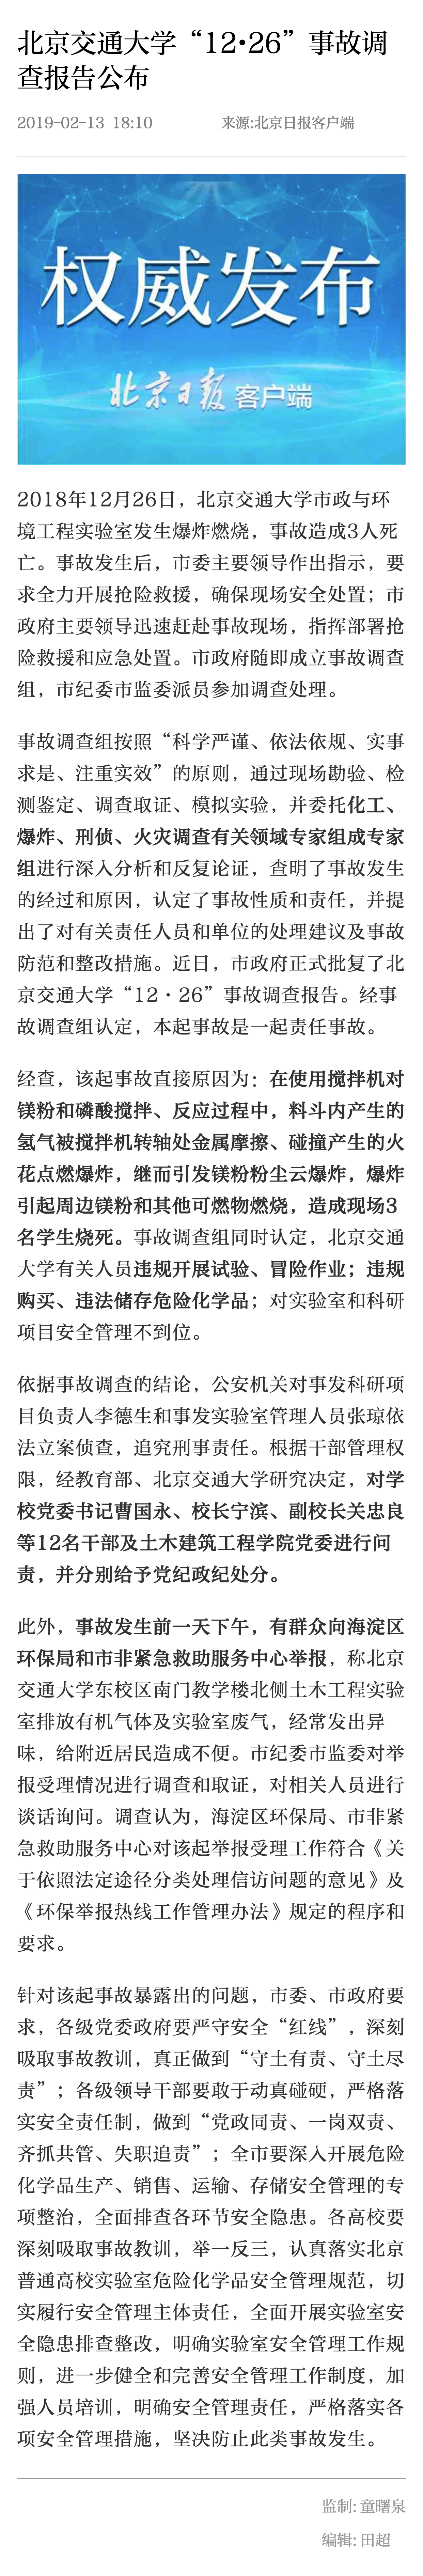 北京交通大学“12•26”事故调
查报告公布
2019-02-13 18:10 来源:北京日报客户端
权威发布
北京日报 客户端
2018年12月26日，北京交通大学市政与环
境工程实验室发生爆炸燃烧，事故造成3人死
亡。事故发生后，市委主要领导作出指示，要
求全力开展抢险救援，确保现场安全处置；市
政府主要领导迅速赶赴事故现场，指挥部署抢
险救援和应急处置。市政府随即成立事故调查
组，市纪委市监委派员参加调查处理。
事故调查组按照“科学严谨、依法依规、实事
求是、注重实效”的原则，通过现场勘验、检
测鉴定、调查取证、模拟实验，并委托化工、
爆炸、刑侦、火灾调查有关领域专家组成专家
组进行深入分析和反复论证，查明了事故发生
的经过和原因，认定了事故性质和责任，并提
出了对有关责任人员和单位的处理建议及事故
防范和整改措施。近日，市政府正式批复了北
京交通大学“12・26”事故调查报告。经事
故调查组认定，本起事故是一起责任事故。
经查，该起事故直接原因为：在使用搅拌机对
镁粉和磷酸搅拌、反应过程中，料斗内产生的
氢气被搅拌机转轴处金属摩擦、碰撞产生的火
花点燃爆炸，继而引发镁粉粉尘云爆炸，爆炸
引起周边镁粉和其他可燃物燃烧，造成现场3
名学生烧死。事故调查组同时认定，北京交通
大学有关人员违规开展试验、冒险作业；违规
购买、违法储存危险化学品；对实验室和科研
项目安全管理不到位。
依据事故调查的结论，公安机关对事发科研项
目负责人李德生和事发实验室管理人员张琼依
法立案侦查，追究刑事责任。根据干部管理权
限，经教育部、北京交通大学研究决定，对学
校党委书记曹国永、校长宁滨、副校长关忠良
等12名干部及土木建筑工程学院党委进行问
责，并分别给予党纪政纪处分。
此外，事故发生前一天下午，有群众向海淀区
环保局和市非紧急救助服务中心举报，称北京
交通大学东校区南门教学楼北侧土木工程实验
室排放有机气体及实验室废气，经常发出异
味，给附近居民造成不便。市纪委市监委对举
报受理情况进行调查和取证，对相关人员进行
谈话询问。调查认为，海淀区环保局、市非紧
急救助服务中心对该起举报受理工作符合《关
于依照法定途径分类处理信访问题的意见》及
《环保举报热线工作管理办法》规定的程序和
要求。
针对该起事故暴露出的问题，市委、市政府要
求，各级党委政府要严守安全“红线”，深刻
吸取事故教训，真正做到“守土有责、守土尽
责”；各级领导干部要敢于动真碰硬，严格落
实安全责任制，做到“党政同责、一岗双责、
齐抓共管、失职追责”；全市要深入开展危险
化学品生产、销售、运输、存储安全管理的专
项整治，全面排查各环节安全隐患。各高校要
深刻吸取事故教训，举一反三，认真落实北京
普通高校实验室危险化学品安全管理规范，切
实履行安全管理主体责任，全面开展实验室安
全隐患排查整改，明确实验室安全管理工作规
则，进一步健全和完善安全管理工作制度，加
强人员培训，明确安全管理责任，严格落实各
项安全管理措施，坚决防止此类事故发生。
监制: 童曙泉
编辑: 田超